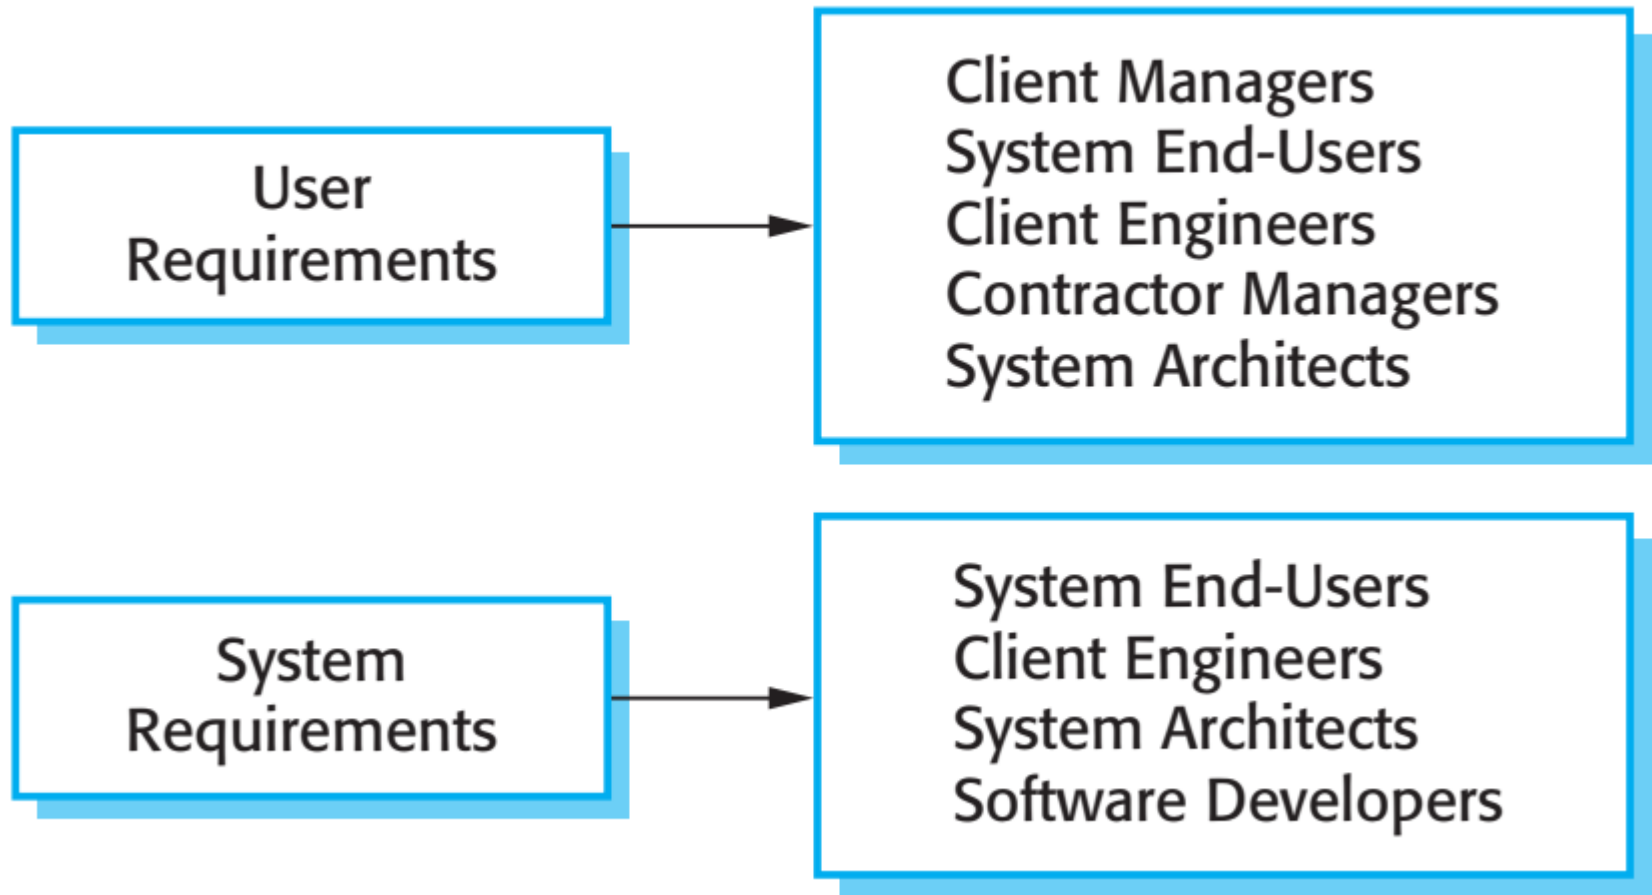 User
Requirements
Client Managers
System End-Users
Client Engineers
Contractor Managers
System Architects
System
Requirements
System End-Users
Client Engineers
System Architects
Software Developers